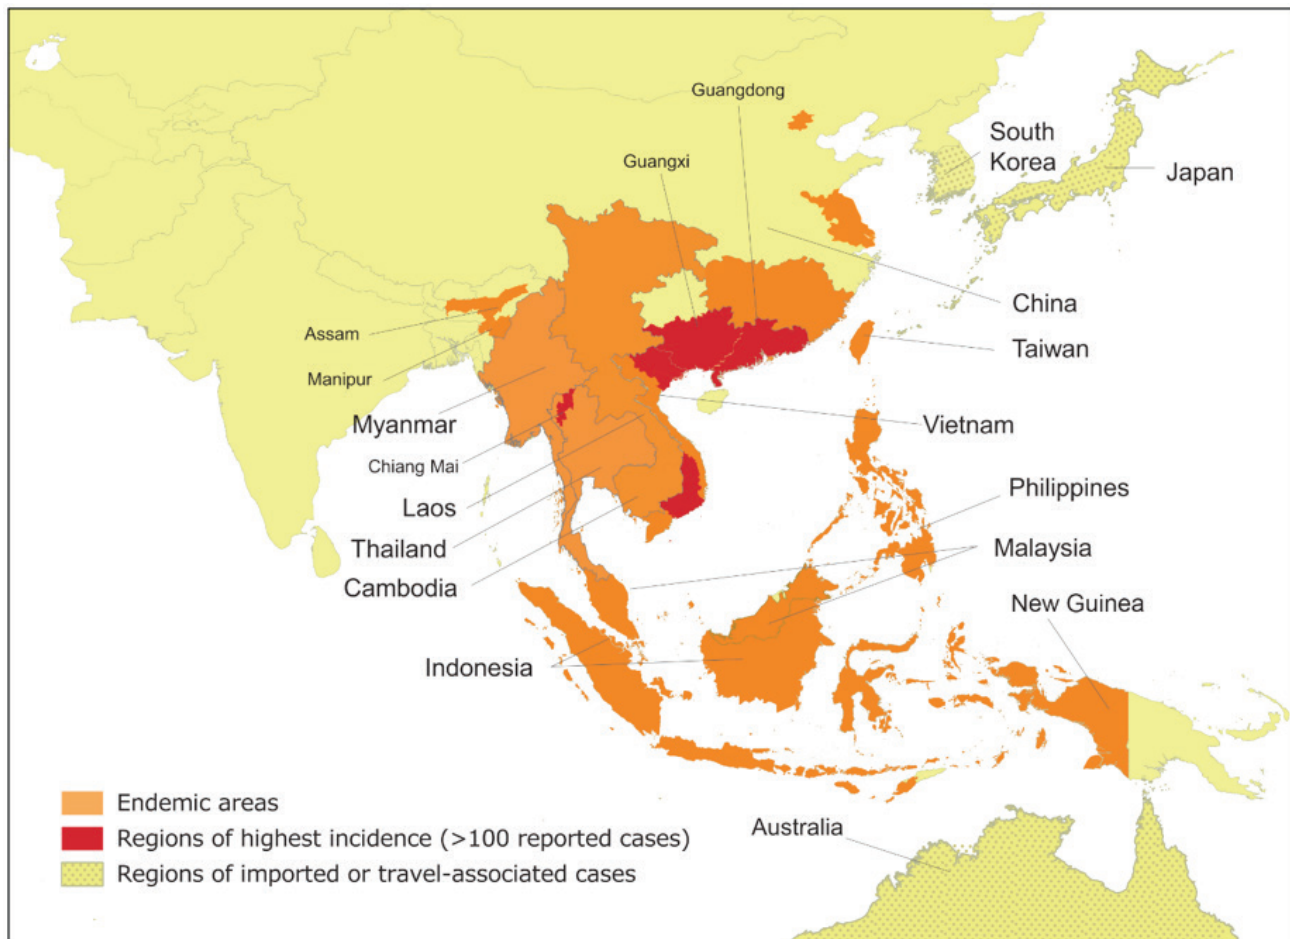 Guangdong
South
Korea
Guangxi
Japan
China
Assam
Taiwan
Manipur
Myanmar
Vietnam
Chiang Mai
Philippines
Laos
Thailand
Malaysia
Cambodia
New Guinea
Indonesia
Endemic areas
Australia
Regions of highest incidence (>100 reported cases)
Regions of imported or travel-associated cases